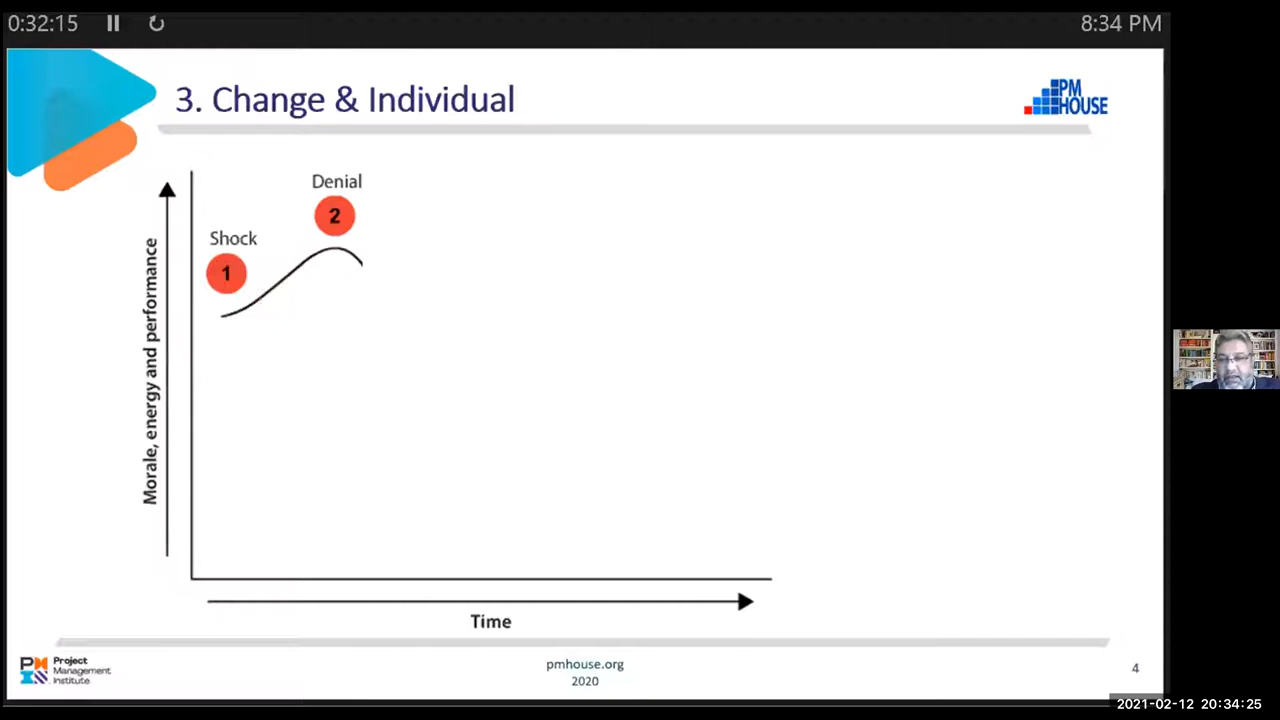 0:32:15
8:34 PM
3. Change & Individual
PM
HOUSE
Denial
2
Shock
1
Morale, energy and performance
Time
Project
Management
Institute
pmhouse.org
2020
4
2021-02-12 20:34:25